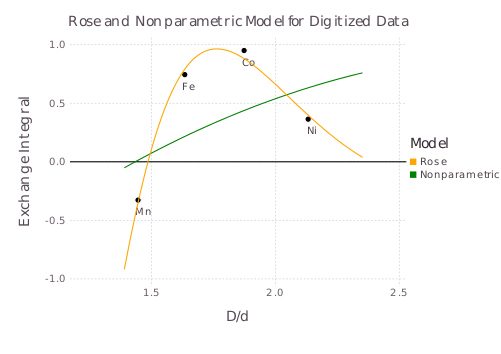 Rose and Nonparametric Model for Digitized Data
1.0
0.5
0.0
-0.5
-1.0
Exchange Integral
Co
Fe
Ni
Mn
Model
Rose
Nonparametric
1.5
2.0
2.5
D/d